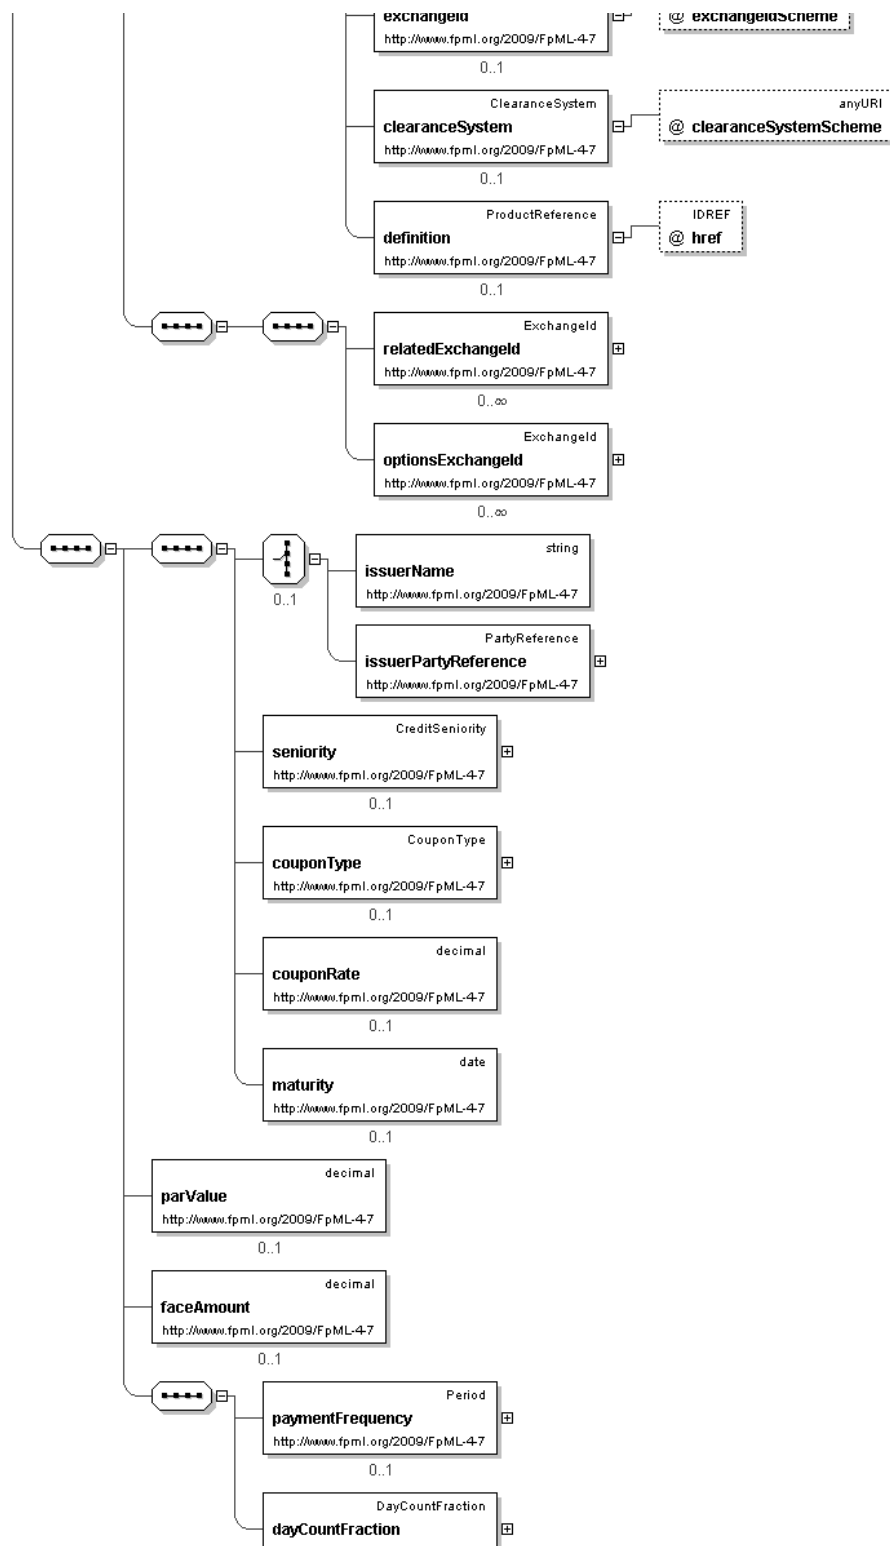 exchangeId
@ exchangeIdScheme
http://www.fpml.org/2009/FpML-4-7
0..1
ClearanceSystem
clearanceSystem
http://www.fpml.org/2009/FpML-4-7
0..1
anyURI
@ clearanceSystemScheme
ProductReference
definition
http://www.fpml.org/2009/FpML-4-7
0..1
IDREF
@ href
ExchangeId
relatedExchangeId
http://www.fpml.org/2009/FpML-4-7
0..∞
ExchangeId
optionsExchangeId
http://www.fpml.org/2009/FpML-4-7
0..∞
0..1
string
issuerName
http://www.fpml.org/2009/FpML-4-7
PartyReference
issuerPartyReference
http://www.fpml.org/2009/FpML-4-7
CreditSeniority
seniority
http://www.fpml.org/2009/FpML-4-7
0..1
CouponType
couponType
http://www.fpml.org/2009/FpML-4-7
0..1
decimal
couponRate
http://www.fpml.org/2009/FpML-4-7
0..1
date
maturity
http://www.fpml.org/2009/FpML-4-7
0..1
decimal
parValue
http://www.fpml.org/2009/FpML-4-7
0..1
decimal
faceAmount
http://www.fpml.org/2009/FpML-4-7
0..1
Period
paymentFrequency
http://www.fpml.org/2009/FpML-4-7
0..1
DayCountFraction
dayCountFraction